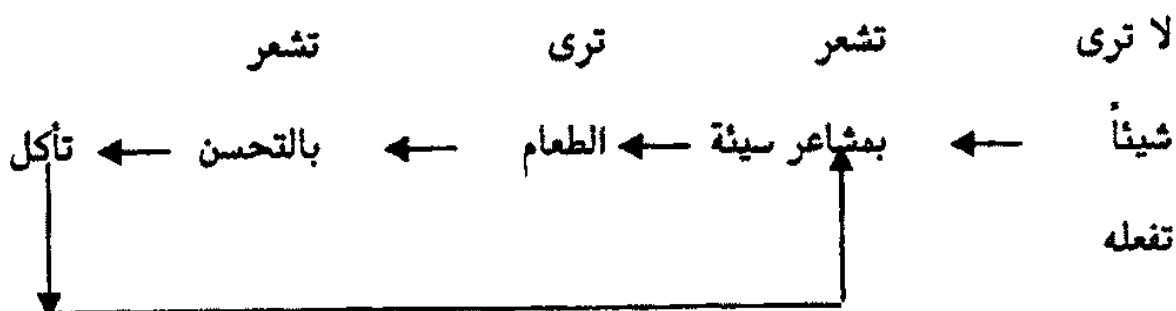 لا ترى تشعر ترى تشعر
شيئاً بمشاعر سيئة الطعام بالتحسن تأكل
تفعله